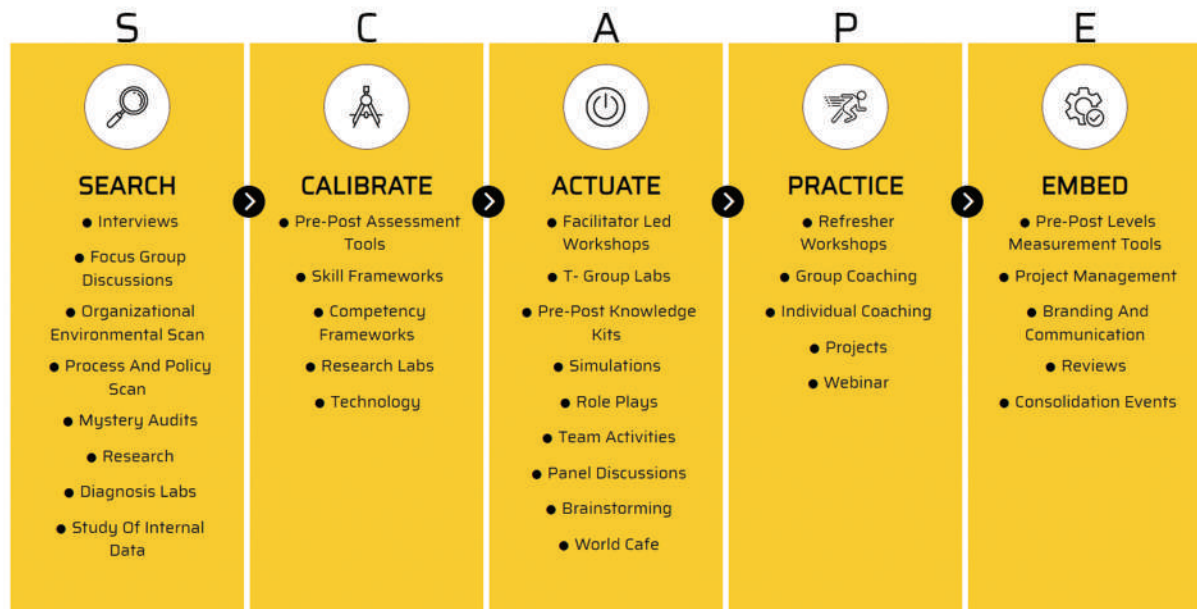 S
SEARCH
● Interviews
● Focus Group
Discussions
● Organizational
Environmental Scan
● Process And Policy
Scan
● Mystery Audits
● Research
● Diagnosis Labs
● Study Of Internal
Data
C
CALIBRATE
● Pre-Post Assessment
Tools
● Skill Frameworks
● Competency
Frameworks
● Research Labs
● Technology
A
ACTUATE
● Facilitator Led
Workshops
● T- Group Labs
● Pre-Post Knowledge
Kits
● Simulations
● Role Plays
● Team Activities
● Panel Discussions
● Brainstorming
● World Cafe
P
PRACTICE
● Refresher
Workshops
● Group Coaching
● Individual Coaching
● Projects
● Webinar
E
EMBED
● Pre-Post Levels
Measurement Tools
● Project Management
● Branding And
Communication
● Reviews
● Consolidation Events